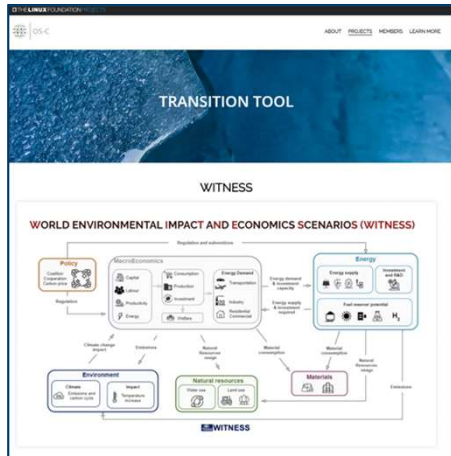 THE LINUX FOUNDATION PROJECTS
OS-C
ABOUT PROJECTS MEMBERS LEARN MORE
TRANSITION TOOL
WITNESS
WORLD ENVIRONMENTAL IMPACT AND ECONOMICS SCENARIOS (WITNESS)
Regulation and subventions
Policy
Coalition
Cooperation
Carbon price
Regulation
MacroEconomics
Capital
Labour
Productivity
Energy
Consumption
Production
Investment
Welfare
Energy Demand
Transportation
Industry
Residential
Commercial
Energy demand
& investment
capacity
Energy supply
& investment
required
Energy
Energy supply
Investment
and R&D
Fuel reserve potential
H2
Climate change
impact
Emissions
Natural
Resources
usage
Material
consumption
Material
consumption
Natural
Resources
usage
Emissions
Environment
Climate
Emissions and
carbon cycle
Impact
Temperature
increase
Natural resources
Water use
Land use
Materials
WITNESS